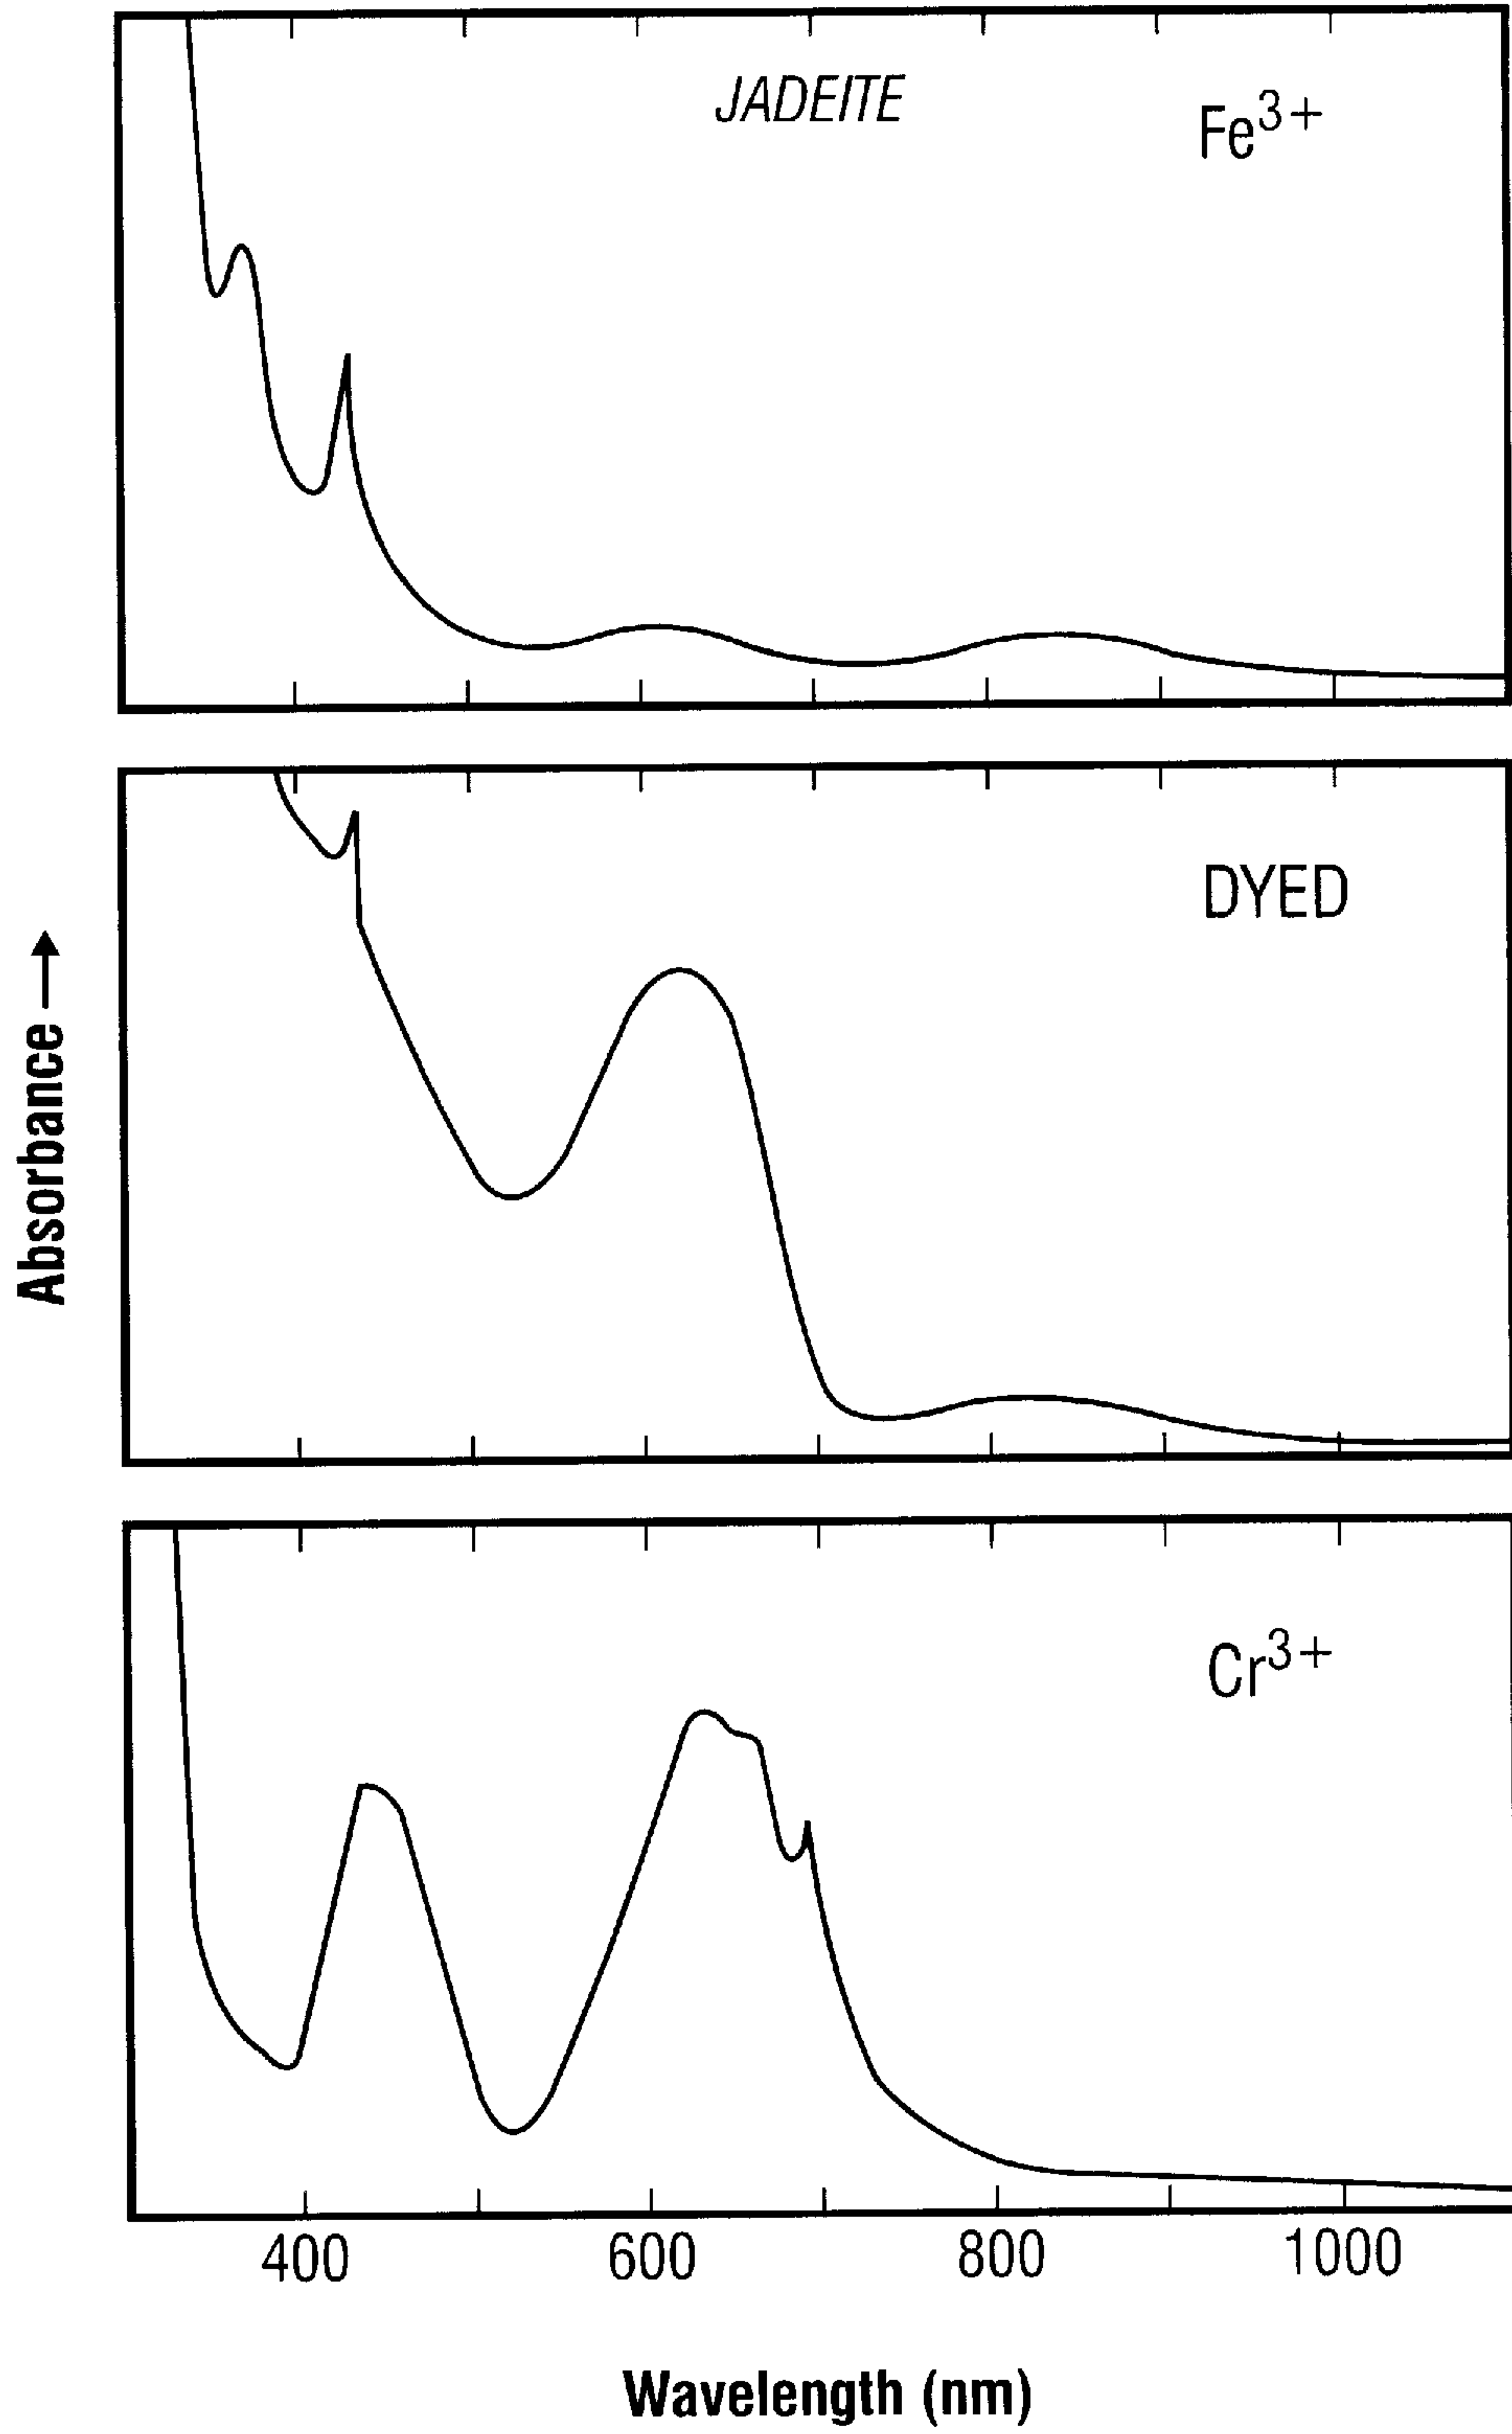 JADEITE
Fe3+
DYED
Absorbance →
Cr3+
400 600 800 1000
Wavelength (nm)